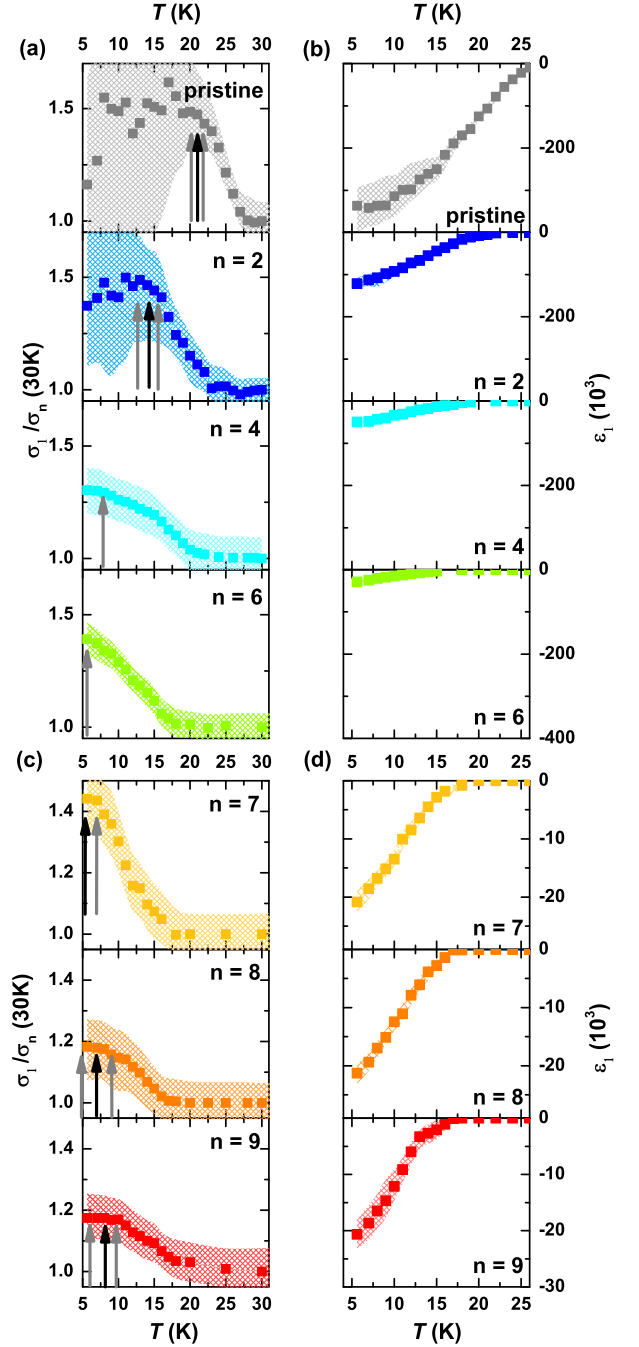 T (K) T (K)
5 10 15 20 25 30 5 10 15 20 25
(a) (b)
pristine
1.5
1.0
0
-200
pristine
n = 2
1.5
1.0
0
-200
n = 2
n = 4
1.5
1.0
0
-200
n = 4
n = 6
1.5
1.0
0
-200
-400
n = 6
σ₁/σₙ (30K)
ε₁ (10³)
(c) (d)
n = 7
1.4
1.2
1.0
0
-10
-20
n = 7
n = 8
1.4
1.2
1.0
0
-10
-20
n = 8
n = 9
1.4
1.2
1.0
0
-10
-20
-30
n = 9
σ₁/σₙ (30K)
ε₁ (10³)
5 10 15 20 25 30 5 10 15 20 25
T (K) T (K)